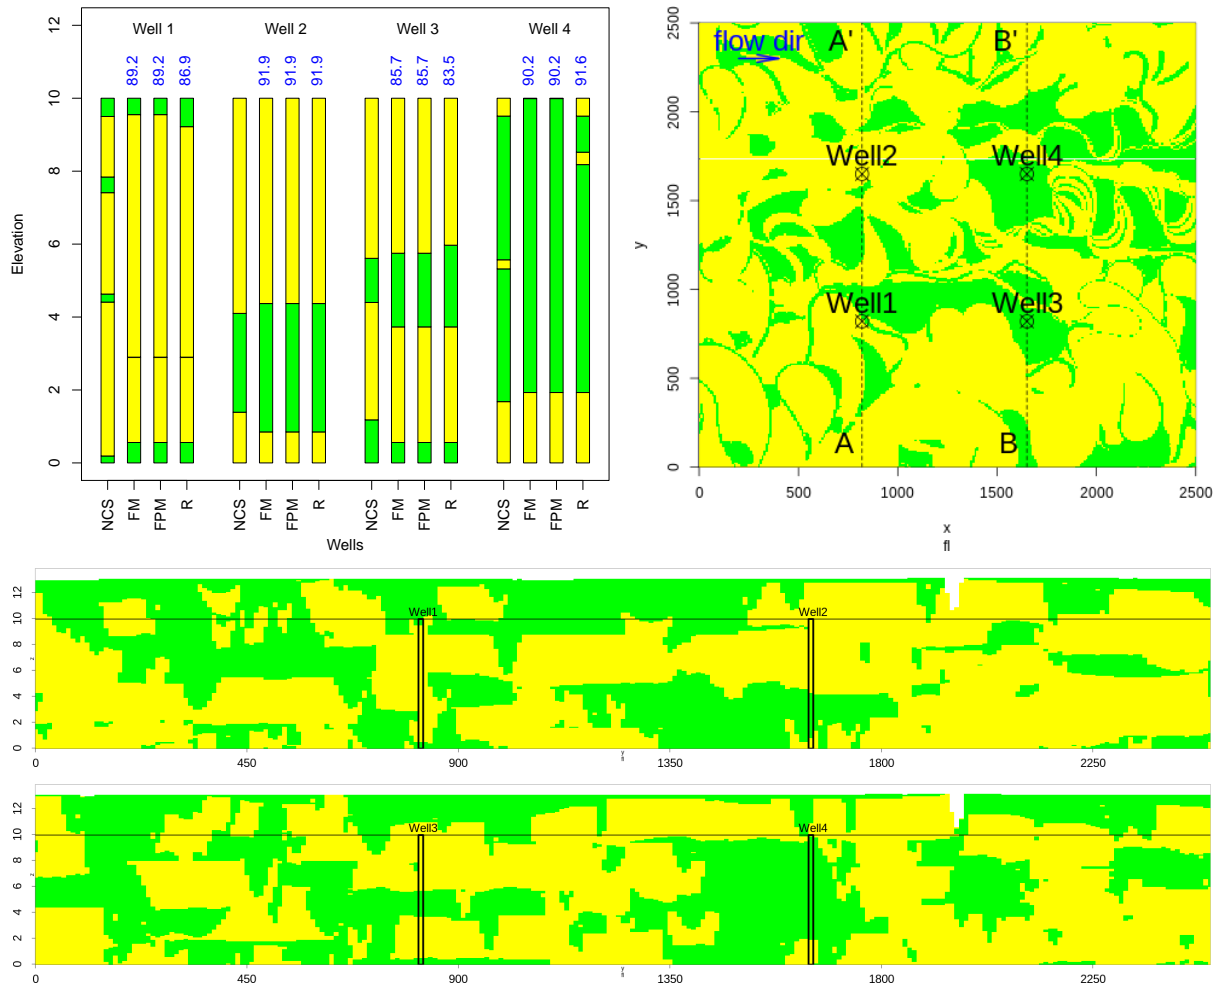 Well 1 Well 2 Well 3 Well 4
89.2 89.2 86.9 91.9 91.9 91.9 85.7 85.7 83.5 90.2 90.2 91.6
Elevation
12
10
8
6
4
2
0
NCS FM FPM R NCS FM FPM R NCS FM FPM R NCS FM FPM R
Wells
flow dir A' B'
Well2 Well4
Well1 Well3
A B
y
2500
2000
1500
1000
500
0
0 500 1000 1500 2000 2500
x
fl
Well1 Well2
z
12
10
8
6
4
2
0
0 450 900 1350 1800 2250
y
fl
Well3 Well4
z
12
10
8
6
4
2
0
0 450 900 1350 1800 2250
y
fl